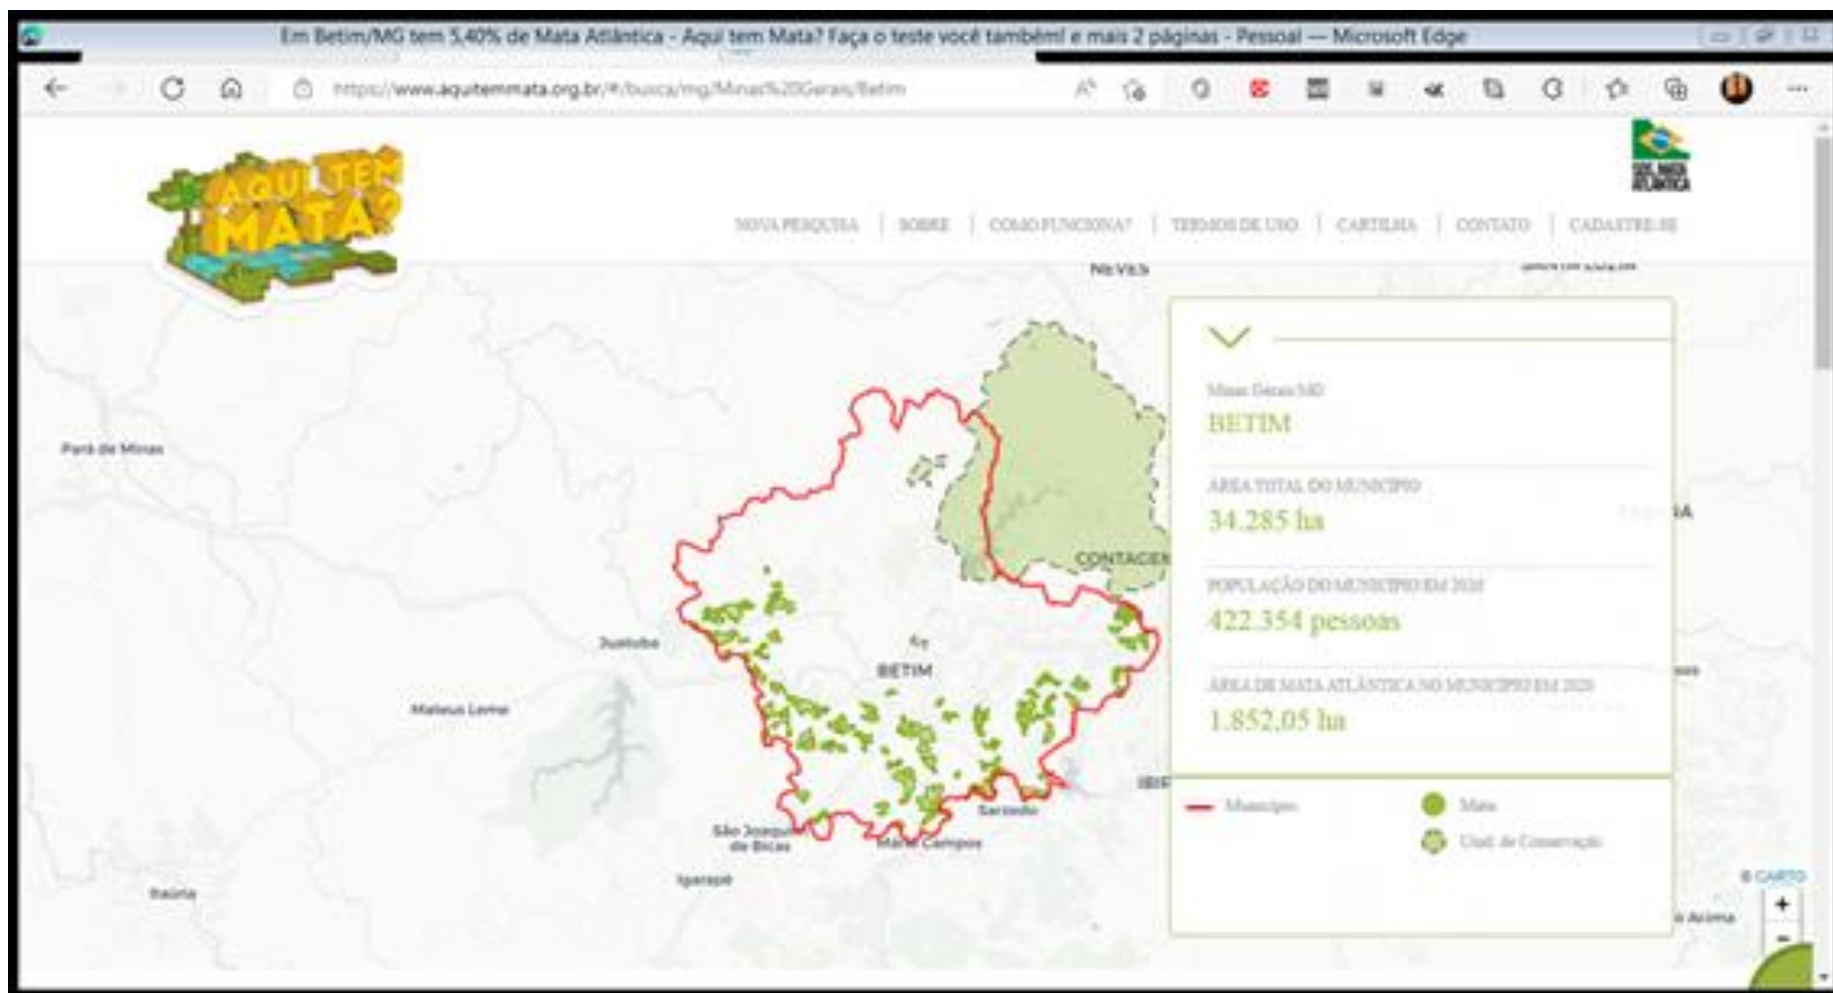 Em Betim/MG tem 5,40% de Mata Atlântica - Aqui tem Mata? Faça o teste você também! e mais 2 páginas - Pessoal — Microsoft Edge
https://www.aquitemmata.org.br/#/busca/mg/Minas%20Gerais/Betim
AQUI TEM
MATA?
SOS MATA
ATLÂNTICA
NOVA PESQUISA | SOBRE | COMO FUNCIONA? | TERMOS DE USO | CARTILHA | CONTATO | CADASTRE-SE
NEVES
Minas Gerais/MG
BETIM
Pará de Minas
ÁREA TOTAL DO MUNICÍPIO
34.285 ha
CONTAGEM
POPULAÇÃO DO MUNICÍPIO EM 2020
422.354 pessoas
Juatuba
BETIM
ÁREA DE MATA ATLÂNTICA NO MUNICÍPIO EM 2020
1.852,05 ha
Mateus Leme
IBIR
Sarzedo
São Joaquim
de Bicas
Mário Campos
Igarapé
Itaúna
Município
Mata
Unid. de Conservação
© CARTO
o Acima
+
−